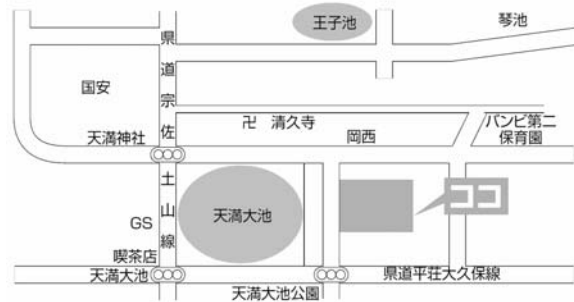 王子池
琴池
県道宗佐土山線
国安
卍 清久寺
バンビ第二
保育園
天満神社
岡西
天満大池
ココ
GS
喫茶店
天満大池
県道平荘大久保線
天満大池公園